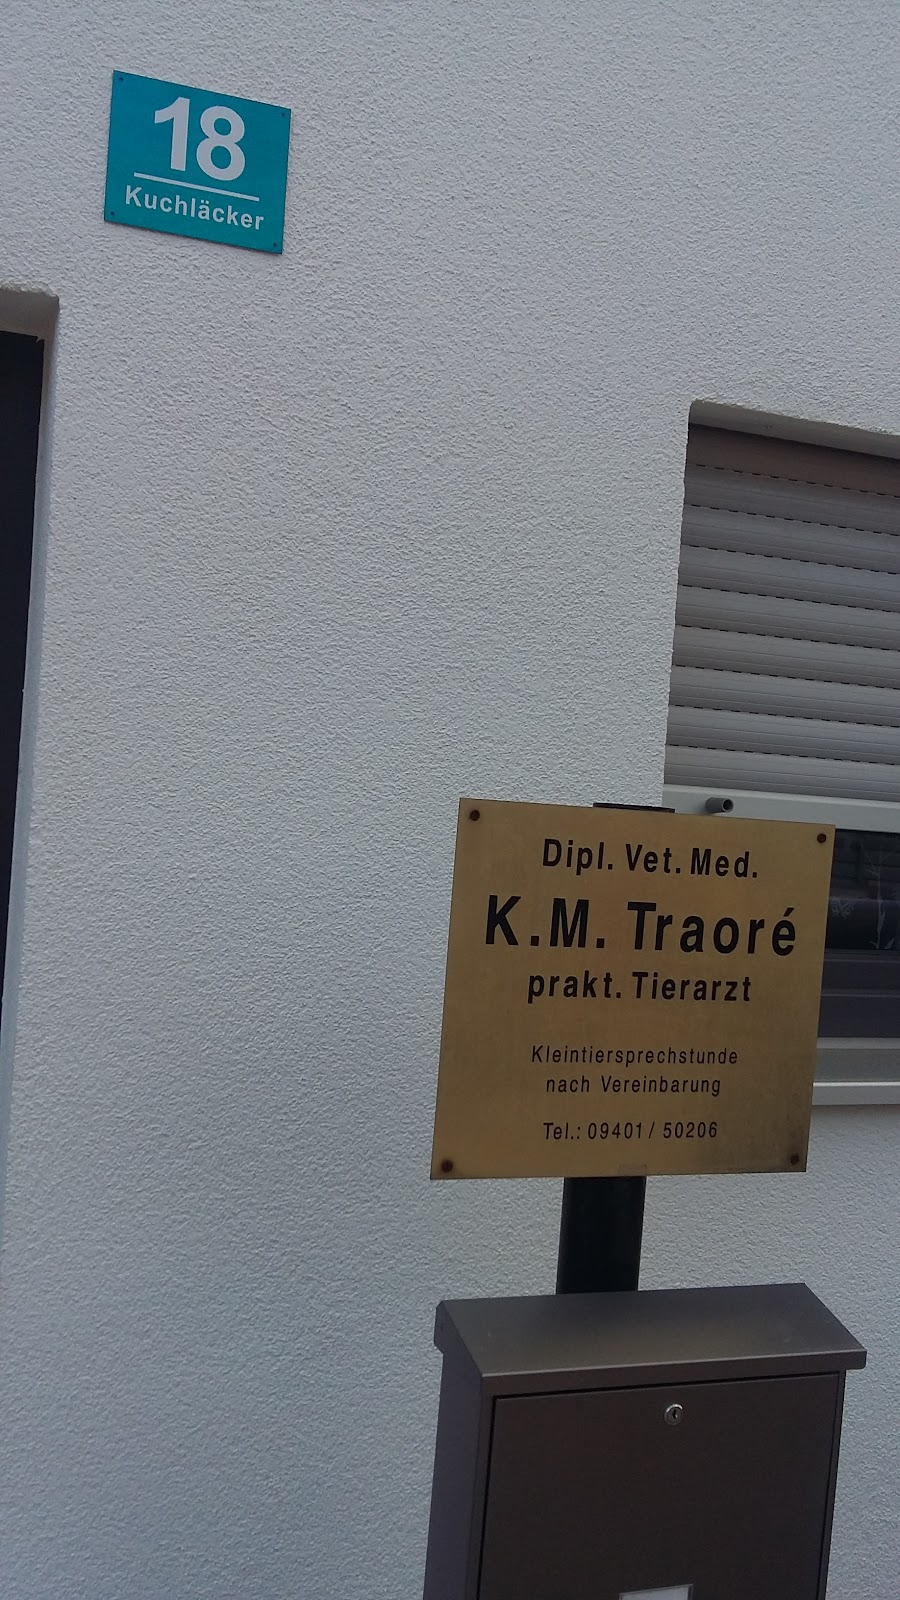 18
Kuchläcker
Dipl. Vet. Med.
K.M. Traoré
prakt. Tierarzt
Kleintiersprechstunde
nach Vereinbarung
Tel.: 09401 / 50206